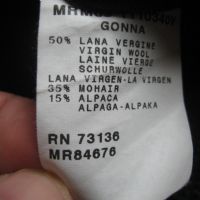 GONNA
50% LANA VERGINE
VIRGIN WOOL
LAINE VIERGE
SCHURWOLLE
LANA VIRGEN-LA VIRGEN
35% MOHAIR
15% ALPACA
ALPAGA-ALPAKA
RN 73136
MR84676